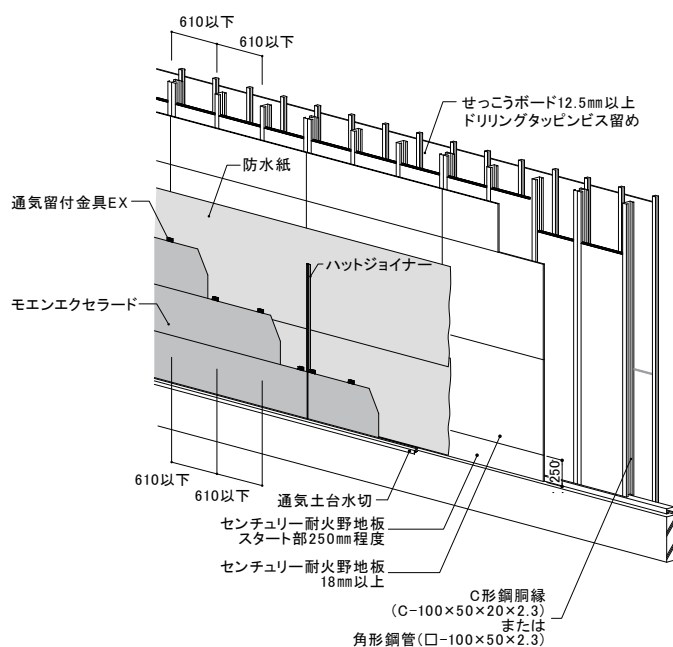 610以下
610以下
せっこうボード12.5mm以上
ドリリングタッピンビス留め
防水紙
通気留付金具EX
ハットジョイナー
モエンエクセラード
250
610以下
610以下
通気土台水切
センチュリー耐火野地板
スタート部250mm程度
センチュリー耐火野地板
18mm以上
C形鋼胴縁
(C-100×50×20×2.3)
または
角形鋼管(□-100×50×2.3)